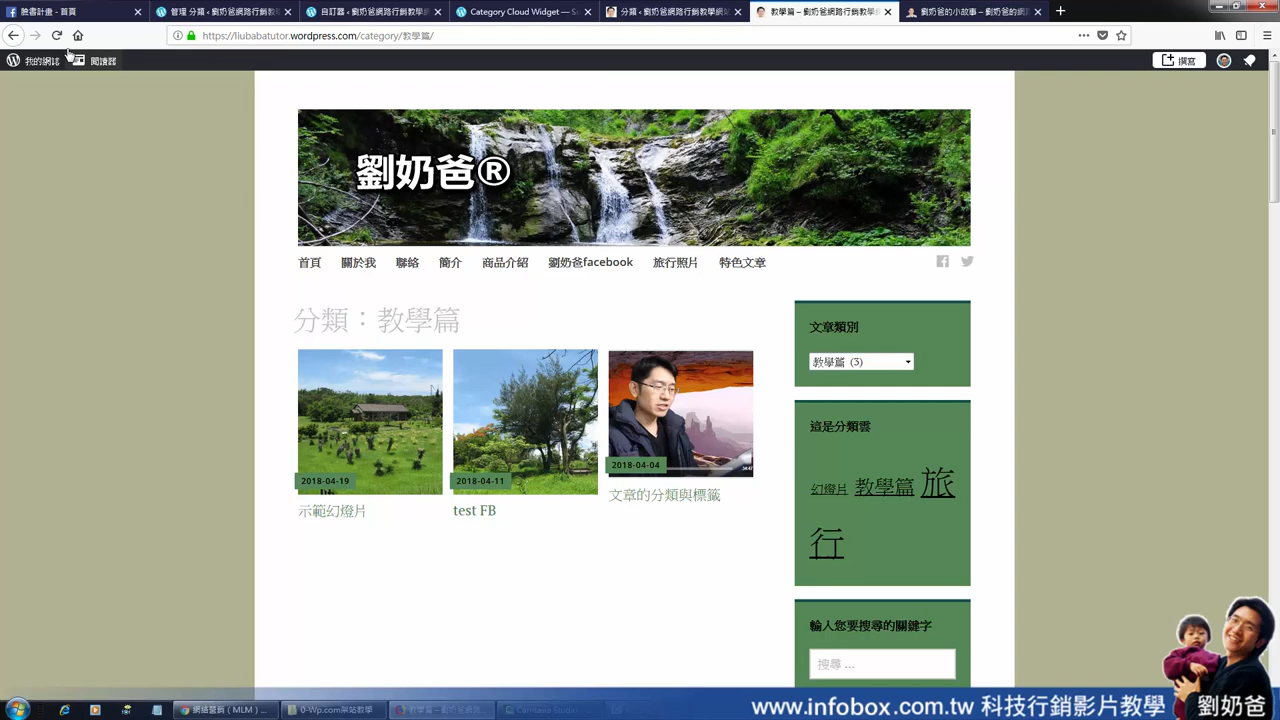 臉書計畫 - 首頁
管理 分類 ‹ 劉奶爸網路行銷教學
自訂器 ‹ 劉奶爸網路行銷教學網
Category Cloud Widget — S
分類 ‹ 劉奶爸網路行銷教學網站
教學篇 – 劉奶爸網路行銷教學
劉奶爸的小故事 – 劉奶爸的網
https://liubabatutor.wordpress.com/category/教學篇/
我的網誌
閱讀器
撰寫
劉奶爸®
首頁 關於我 聯絡 簡介 商品介紹 劉奶爸facebook 旅行照片 特色文章
分類：教學篇
2018-04-19
示範幻燈片
2018-04-11
test FB
2018-04-04
文章的分類與標籤
文章類別
教學篇 (3)
這是分類雲
幻燈片 教學篇 旅
行
輸入您要搜尋的關鍵字
搜尋 ...
網絡營銷（MLM）...
0-Wp.com架站教學
www.infobox.com.tw 科技行銷影片教學
劉奶爸